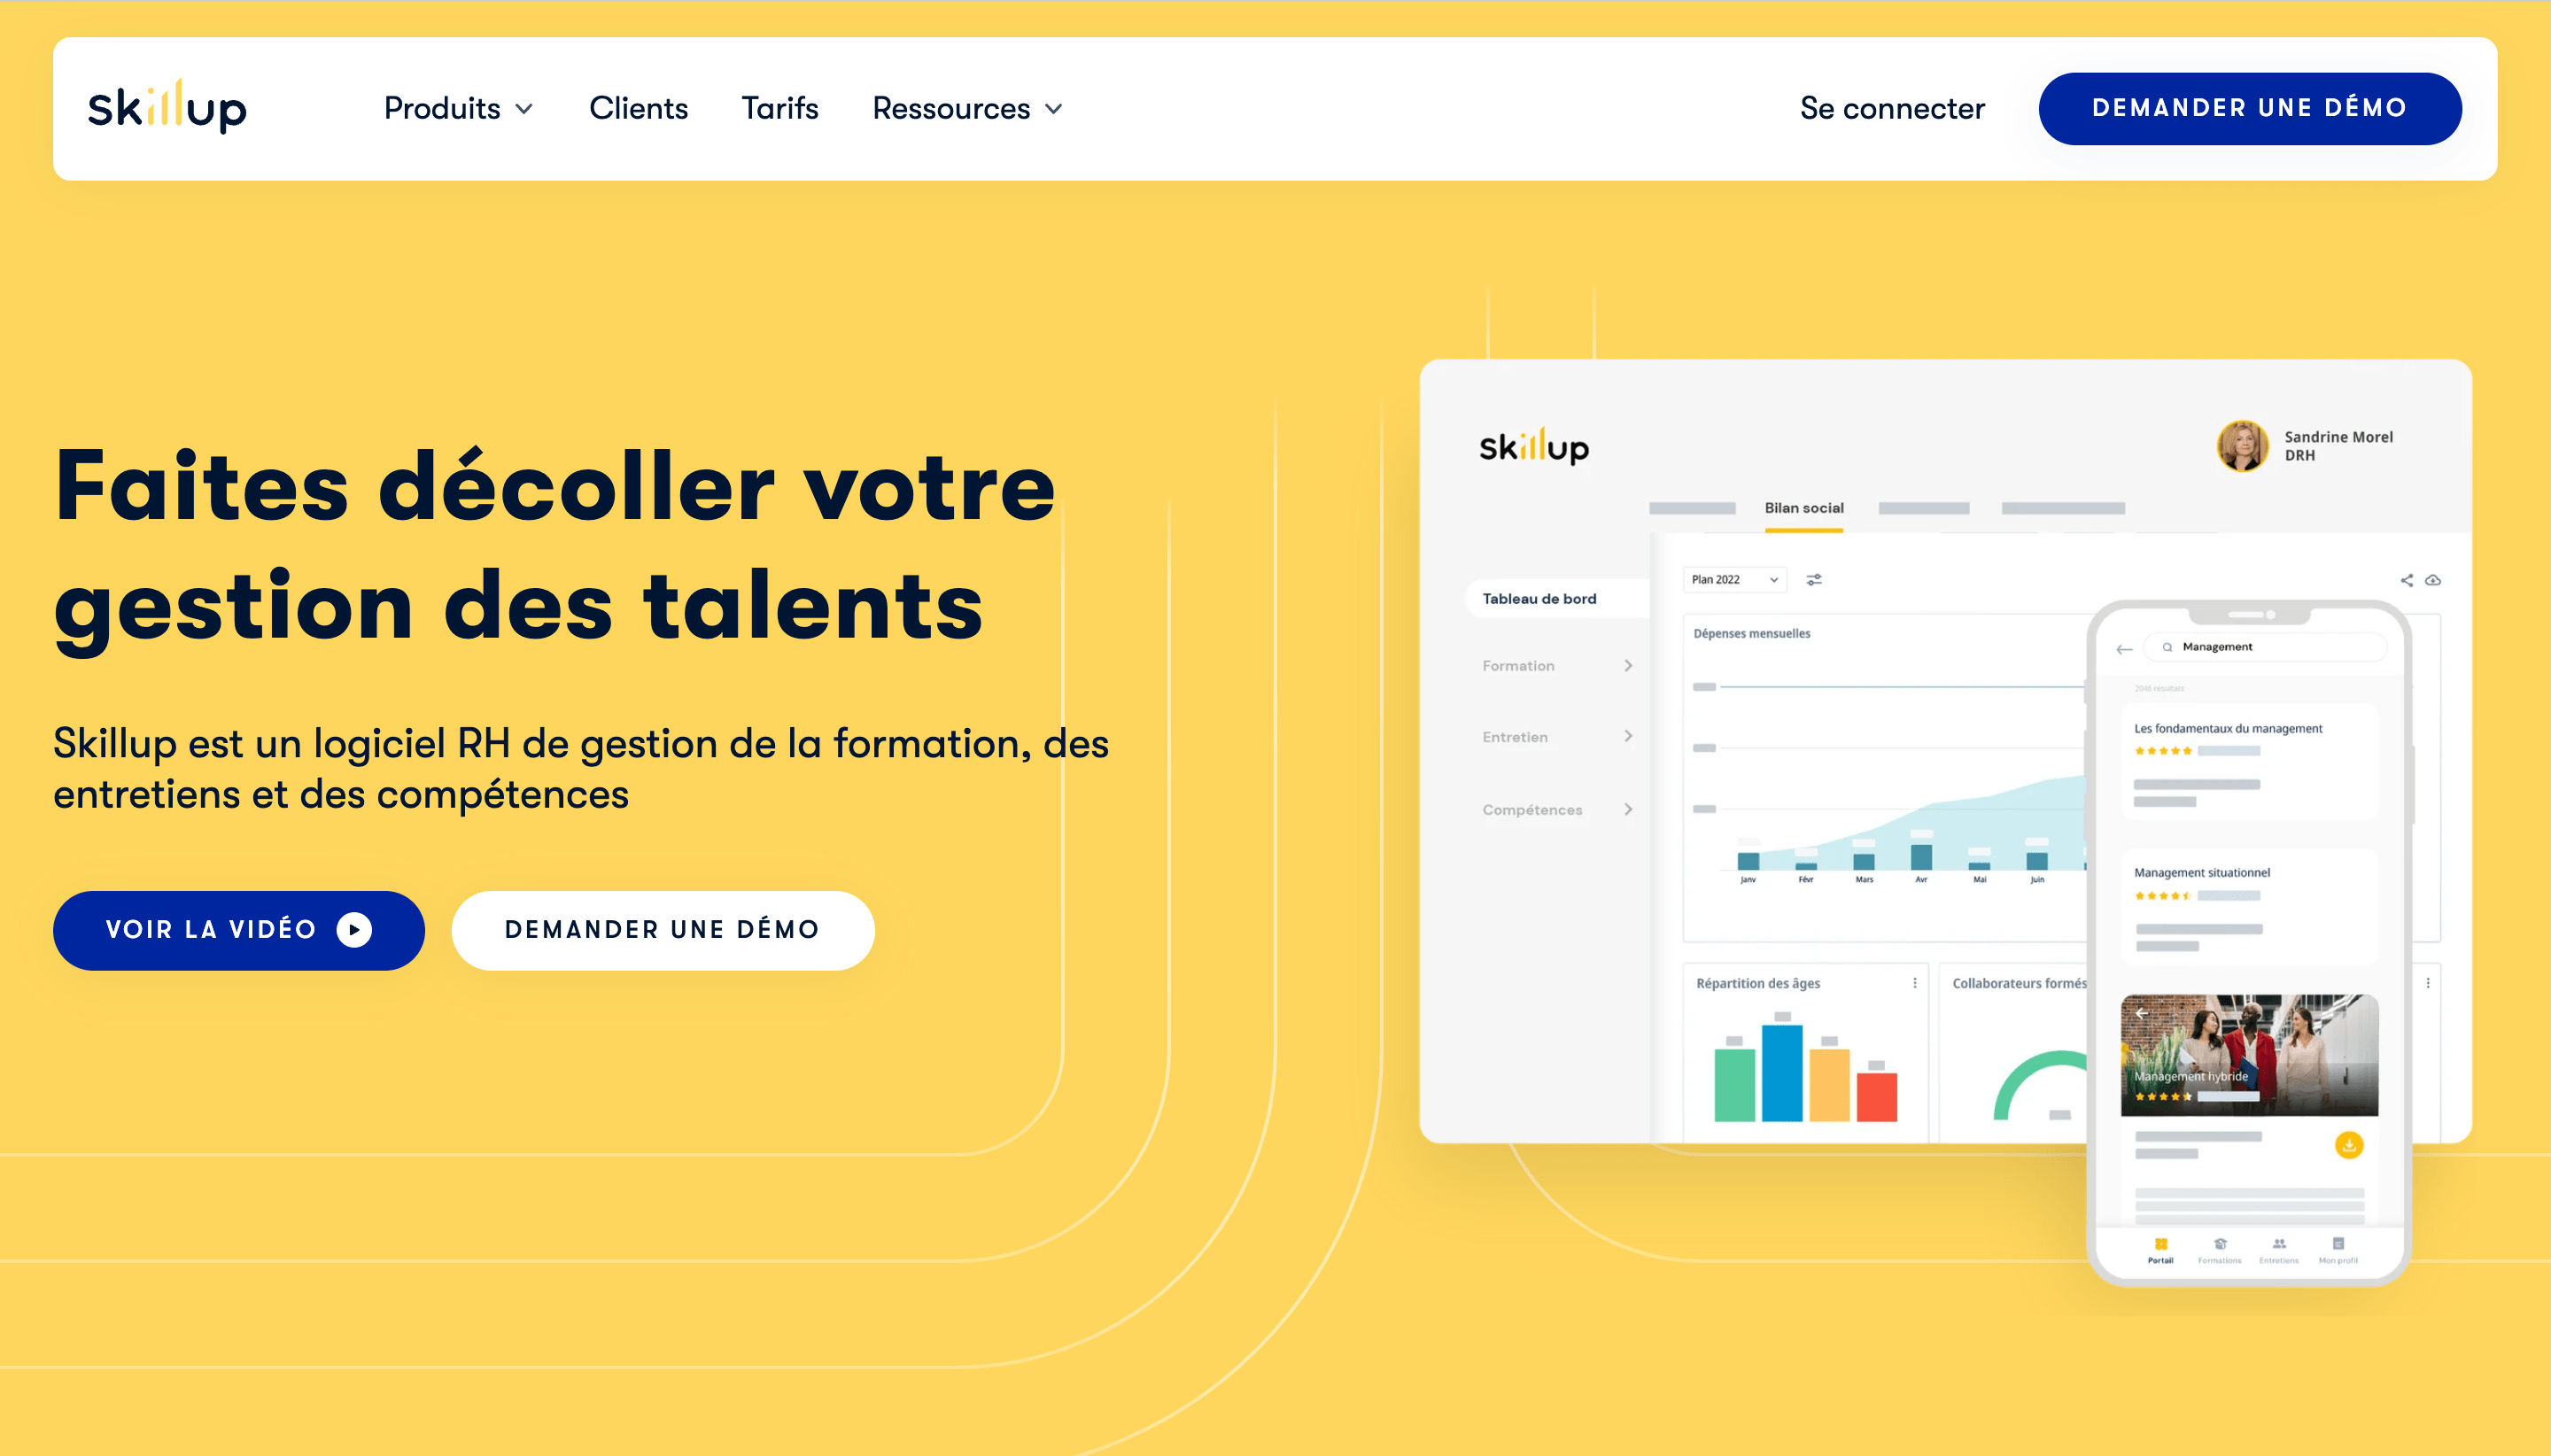 skillup
Produits
Clients
Tarifs
Ressources
Se connecter
DEMANDER UNE DÉMO
Faites décoller votre
gestion des talents
Skillup est un logiciel RH de gestion de la formation, des
entretiens et des compétences
VOIR LA VIDÉO
DEMANDER UNE DÉMO
skillup
Sandrine Morel
DRH
Bilan social
Tableau de bord
Formation
Entretien
Compétences
Plan 2022
Dépenses mensuelles
Janv
Févr
Mars
Avr
Mai
Juin
Répartition des âges
Collaborateurs formés
Management
2048 résultats
Les fondamentaux du management
Management situationnel
Management hybride
Portail
Formations
Entretiens
Mon profil